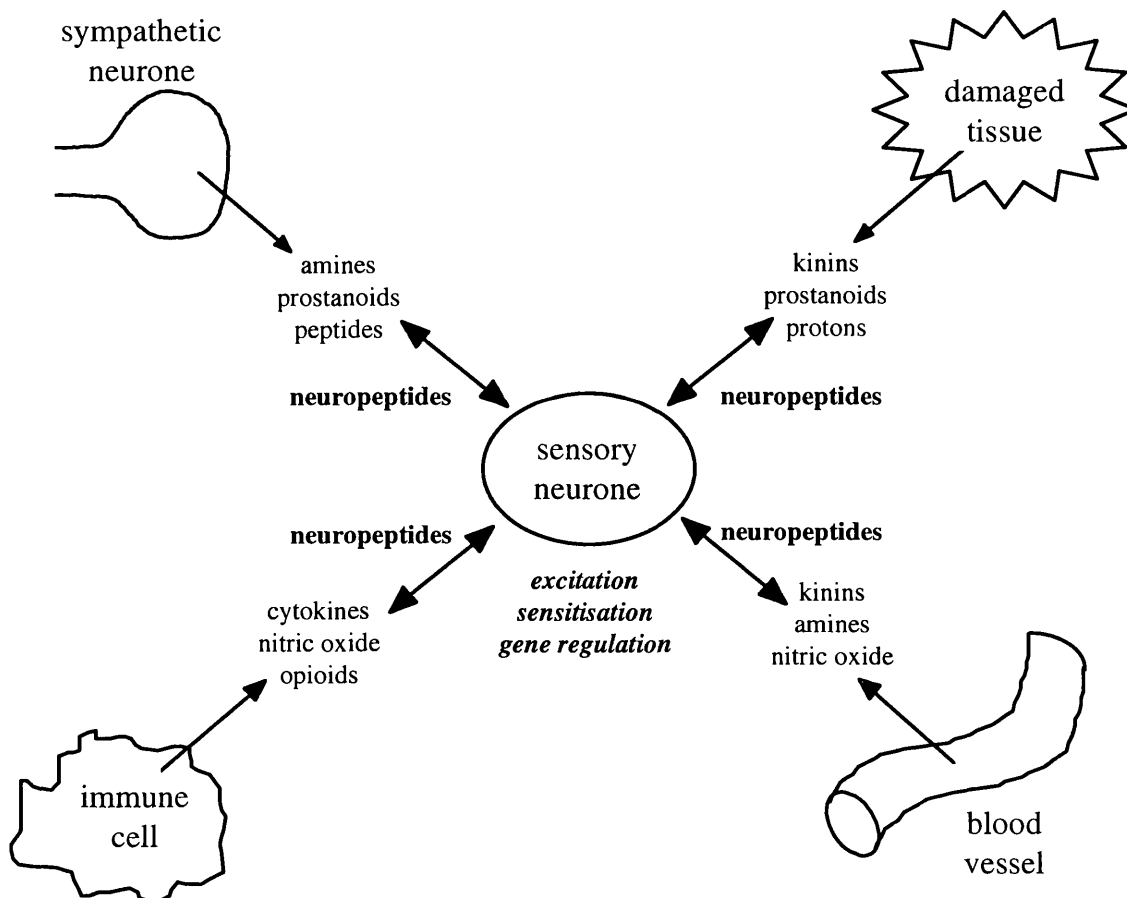 sympathetic
neurone
damaged
tissue
amines
prostanoids
peptides
kinins
prostanoids
protons
neuropeptides
neuropeptides
sensory
neurone
neuropeptides
neuropeptides
excitation
sensitisation
gene regulation
cytokines
nitric oxide
opioids
kinins
amines
nitric oxide
immune
cell
blood
vessel